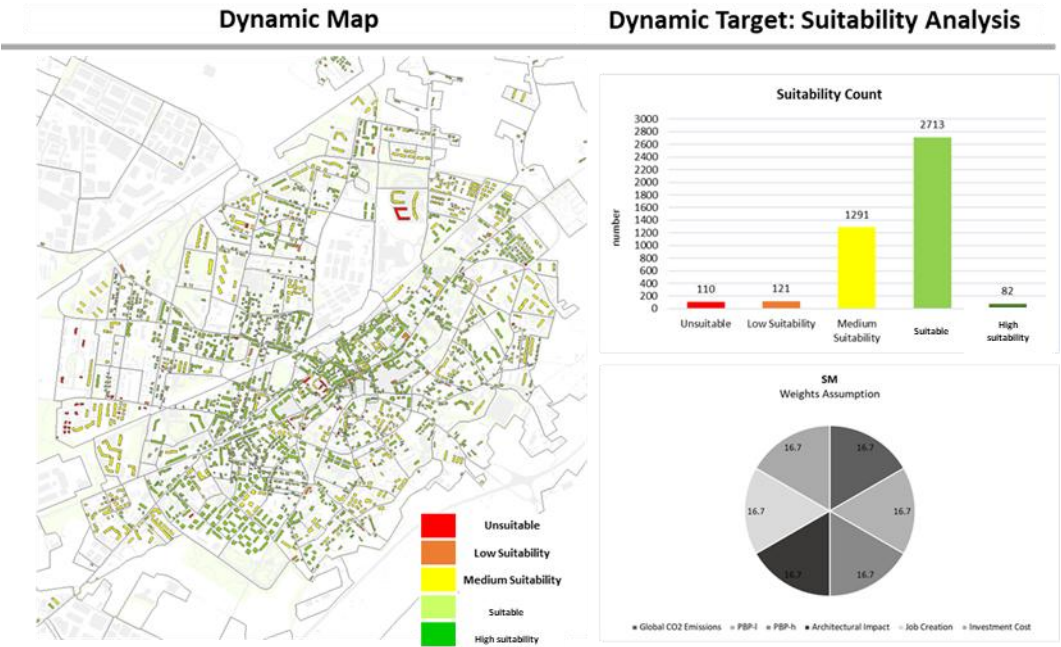 Dynamic Map
Dynamic Target: Suitability Analysis
Unsuitable
Low Suitability
Medium Suitability
Suitable
High suitability
Suitability Count
number
3000
2800
2600
2400
2200
2000
1800
1600
1400
1200
1000
800
600
400
200
0
110
121
1291
2713
82
Unsuitable
Low Suitability
Medium
Suitability
Suitable
High
suitability
SM
Weights Assumption
16.7
16.7
16.7
16.7
16.7
16.7
Global CO2 Emissions
PBP-l
PBP-h
Architectural Impact
Job Creation
Investment Cost